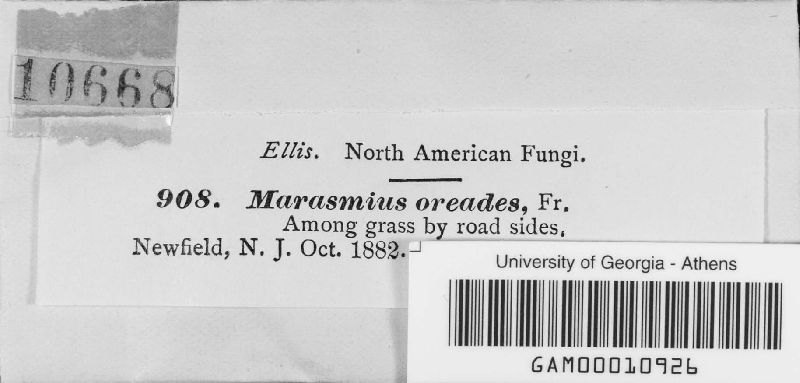 10668
Ellis. North American Fungi.
908. Marasmius oreades, Fr.
Among grass by road sides,
Newfield, N. J. Oct. 1882.
University of Georgia - Athens
GAM00010926